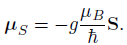 𝝁_S = −g (μ_B / ℏ) 𝐒.